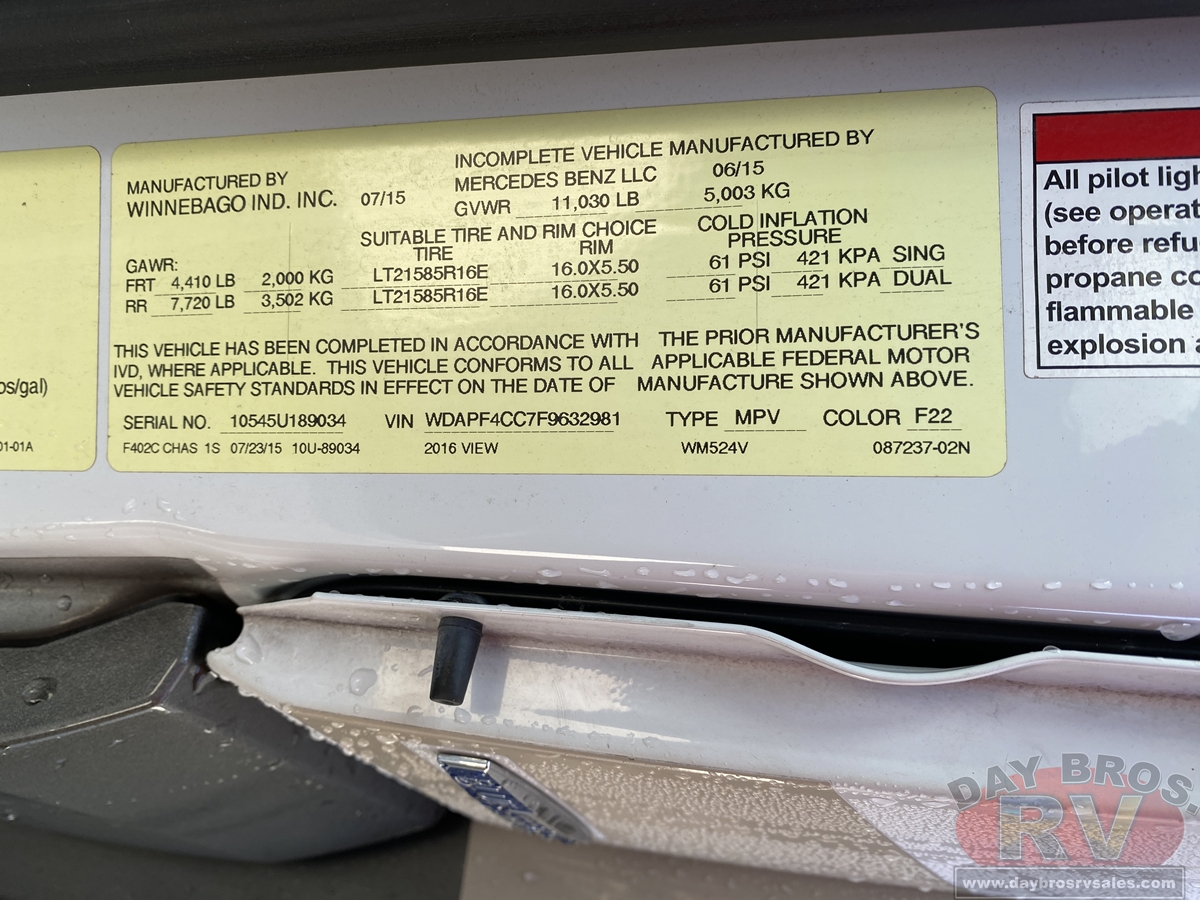 MANUFACTURED BY
WINNEBAGO IND. INC. 07/15
INCOMPLETE VEHICLE MANUFACTURED BY
MERCEDES BENZ LLC 06/15
GVWR 11,030 LB 5,003 KG
SUITABLE TIRE AND RIM CHOICE
TIRE RIM
COLD INFLATION
PRESSURE
GAWR:
FRT 4,410 LB 2,000 KG LT21585R16E 16.0X5.50 61 PSI 421 KPA SING
RR 7,720 LB 3,502 KG LT21585R16E 16.0X5.50 61 PSI 421 KPA DUAL
THIS VEHICLE HAS BEEN COMPLETED IN ACCORDANCE WITH THE PRIOR MANUFACTURER'S
IVD, WHERE APPLICABLE. THIS VEHICLE CONFORMS TO ALL APPLICABLE FEDERAL MOTOR
VEHICLE SAFETY STANDARDS IN EFFECT ON THE DATE OF MANUFACTURE SHOWN ABOVE.
SERIAL NO. 10545U189034 VIN WDAPF4CC7F9632981 TYPE MPV COLOR F22
F402C CHAS 1S 07/23/15 10U-89034 2016 VIEW WM524V 087237-02N
os/gal)
01-01A
All pilot ligh
(see operat
before refu
propane co
flammable
explosion a
DAY BROS.
RV
www.daybrosrvsales.com